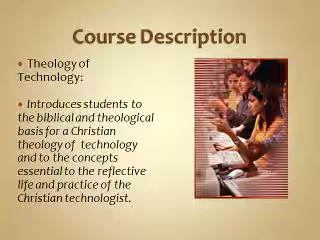 Course Description
• Theology of
Technology:
• Introduces students to
the biblical and theological
basis for a Christian
theology of technology
and to the concepts
essential to the reflective
life and practice of the
Christian technologist.